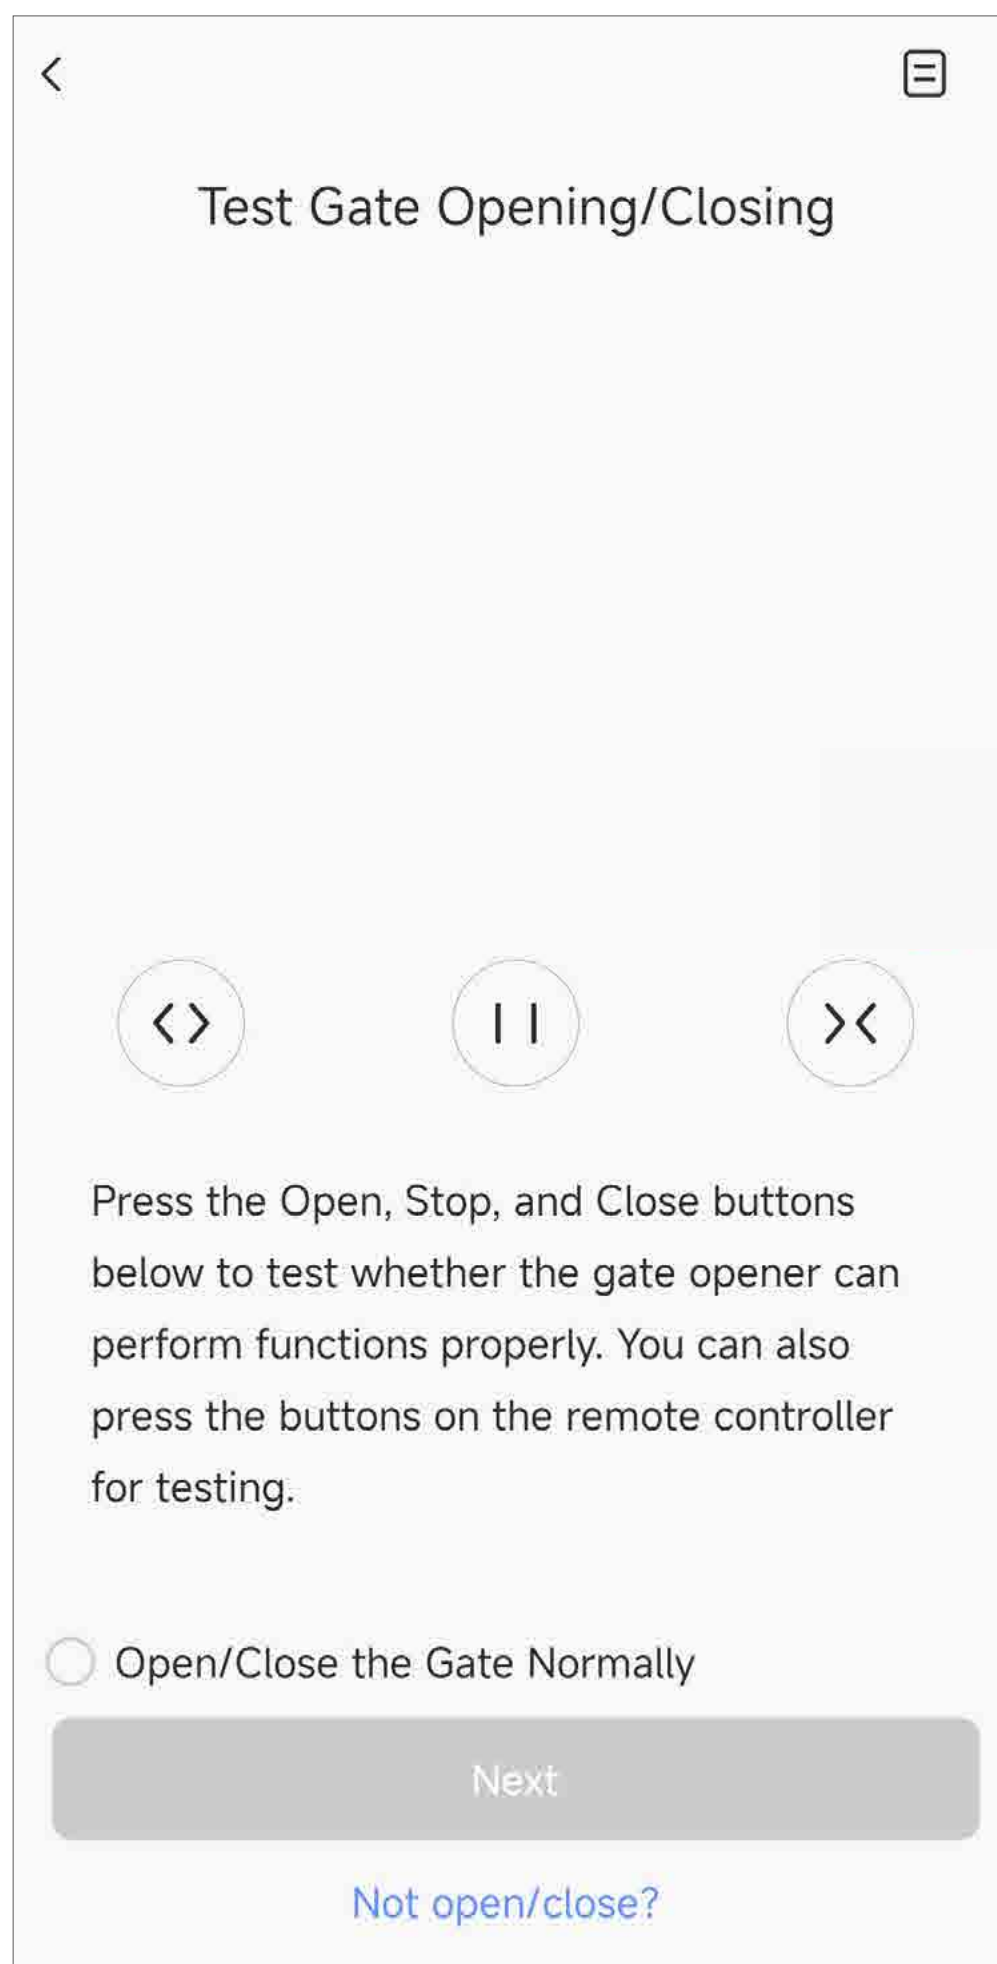 Test Gate Opening/Closing
Press the Open, Stop, and Close buttons
below to test whether the gate opener can
perform functions properly. You can also
press the buttons on the remote controller
for testing.
Open/Close the Gate Normally
Next
Not open/close?